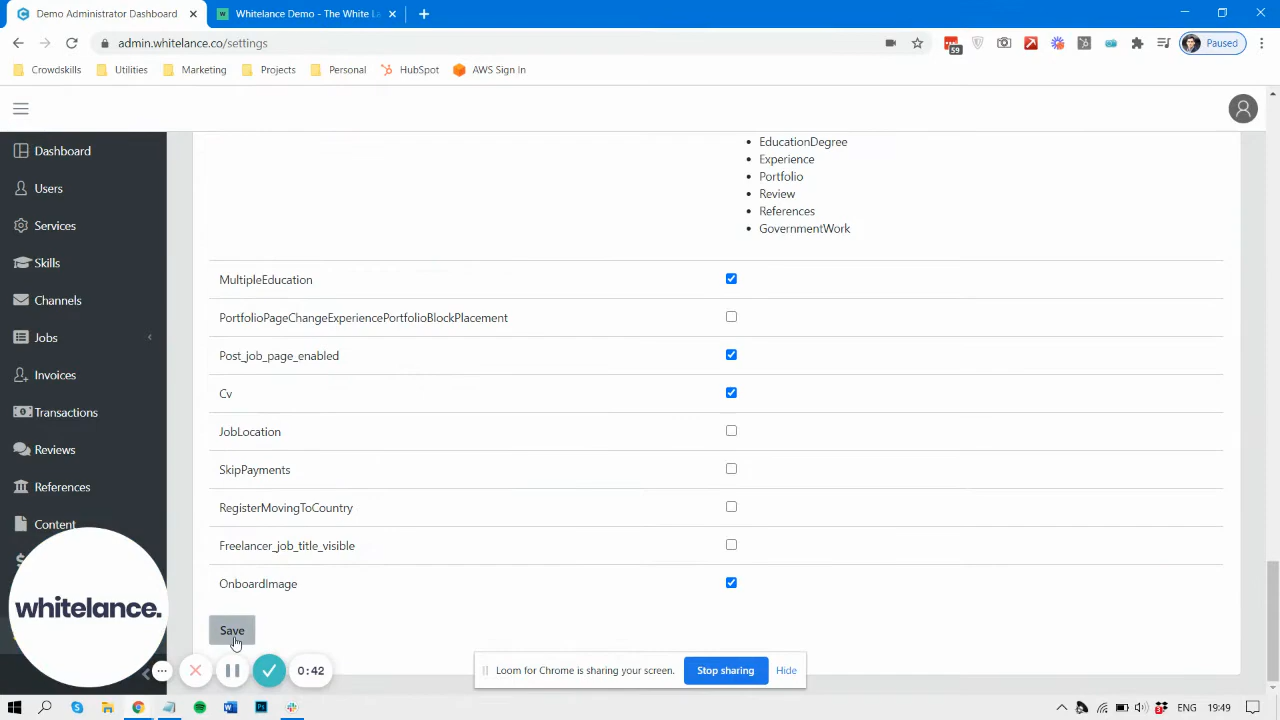 Demo Administrator Dashboard
Whitelance Demo - The White L
admin.whitelance.co/settings
59
Paused
Crowdskills
Utilities
Marketing
Projects
Personal
HubSpot
AWS Sign In
Dashboard
Users
Services
Skills
Channels
Jobs
Invoices
Transactions
Reviews
References
Content
whitelance.
EducationDegree
Experience
Portfolio
Review
References
GovernmentWork
MultipleEducation
PortfolioPageChangeExperiencePortfolioBlockPlacement
Post_job_page_enabled
Cv
JobLocation
SkipPayments
RegisterMovingToCountry
Freelancer_job_title_visible
OnboardImage
Save
0:42
Loom for Chrome is sharing your screen.
Stop sharing
Hide
ENG
19:49